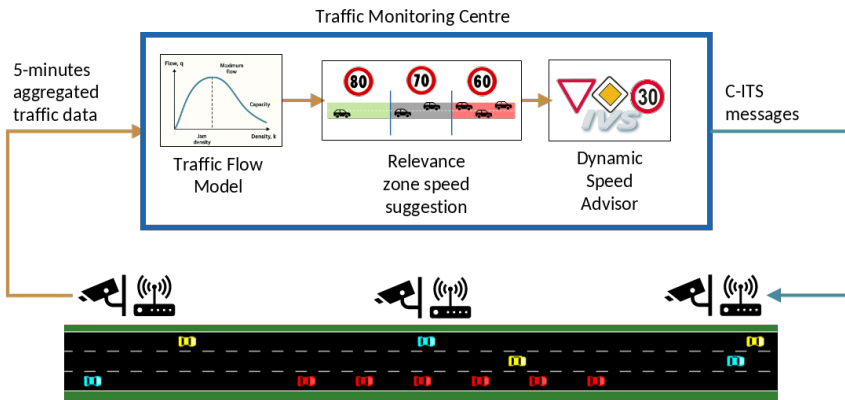 Traffic Monitoring Centre
5-minutes
aggregated
traffic data
Flow, q
Maximum
flow
Capacity
Jam
density
Density, k
Traffic Flow
Model
80
70
60
Relevance
zone speed
suggestion
30
IVS
Dynamic
Speed
Advisor
C-ITS
messages